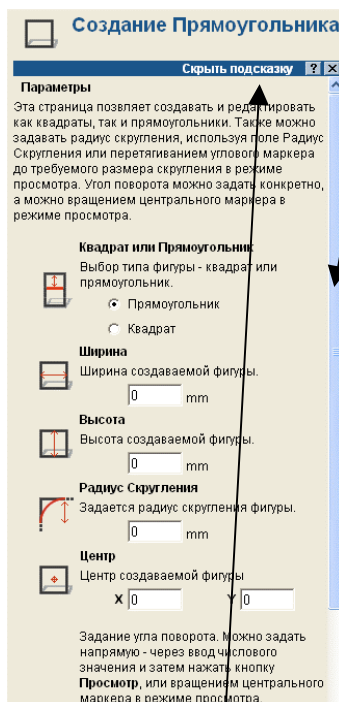 Создание Прямоугольника
Скрыть подсказку ? X
Параметры
Эта страница позвляет создавать и редактировать
как квадраты, так и прямоугольники. Также можно
задавать радиус скругления, используя поле Радиус
Скругления или перетягиванием углового маркера
до требуемого размера скругления в режиме
просмотра. Угол поворота можно задать конкретно,
а можно вращением центрального маркера в
режиме просмотра.
Квадрат или Прямоугольник
Выбор типа фигуры - квадрат или
прямоугольник.
Прямоугольник
Квадрат
Ширина
Ширина создаваемой фигуры.
0 mm
Высота
Высота создаваемой фигуры.
0 mm
Радиус Скругления
Задается радиус скругления фигуры.
0 mm
Центр
Центр создаваемой фигуры
X 0 Y 0
Задание угла поворота. Можно задать
напрямую - через ввод числового
значения и затем нажать кнопку
Просмотр, или вращением центрального
маркера в режиме просмотра.